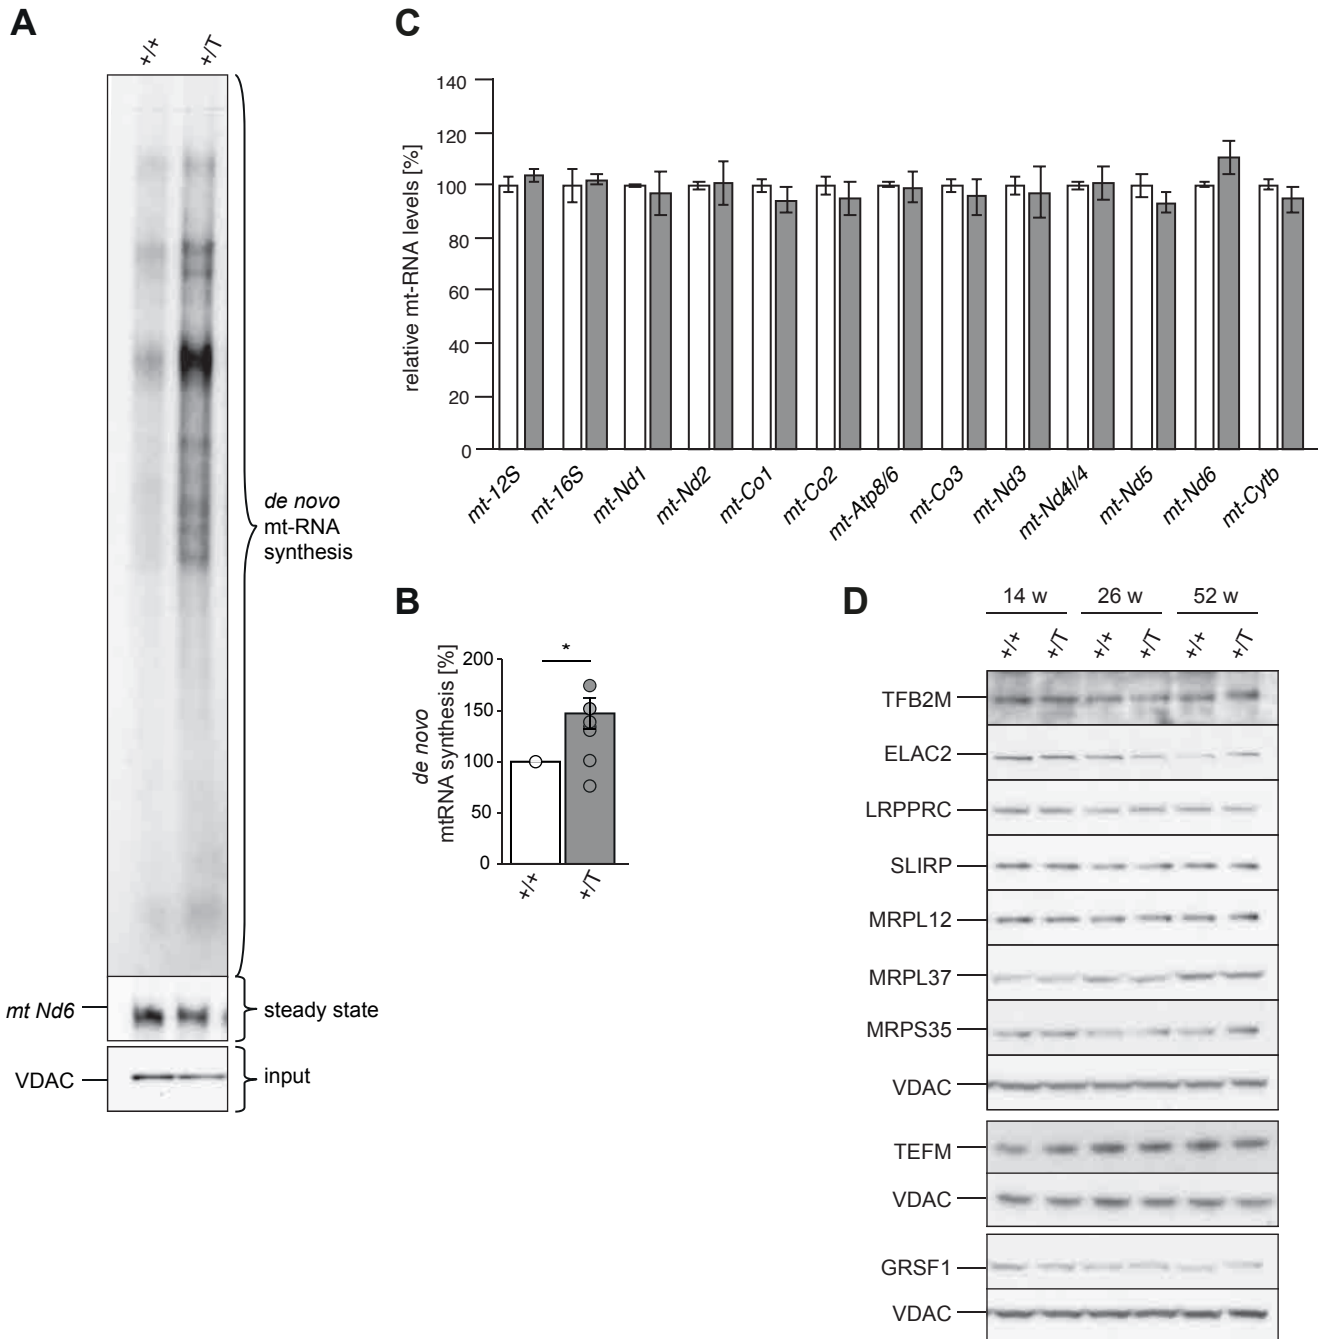 A
+/+
+/T
de novo
mt-RNA
synthesis
mt Nd6
steady state
VDAC
input
C
relative mt-RNA levels [%]
140
120
100
80
60
40
20
0
mt-12S
mt-16S
mt-Nd1
mt-Nd2
mt-Co1
mt-Co2
mt-Atp8/6
mt-Co3
mt-Nd3
mt-Nd4l/4
mt-Nd5
mt-Nd6
mt-Cytb
B
de novo
mtRNA synthesis [%]
200
150
100
50
0
*
+/+
+/T
D
14 w 26 w 52 w
+/+ +/T +/+ +/T +/+ +/T
TFB2M
ELAC2
LRPPRC
SLIRP
MRPL12
MRPL37
MRPS35
VDAC
TEFM
VDAC
GRSF1
VDAC